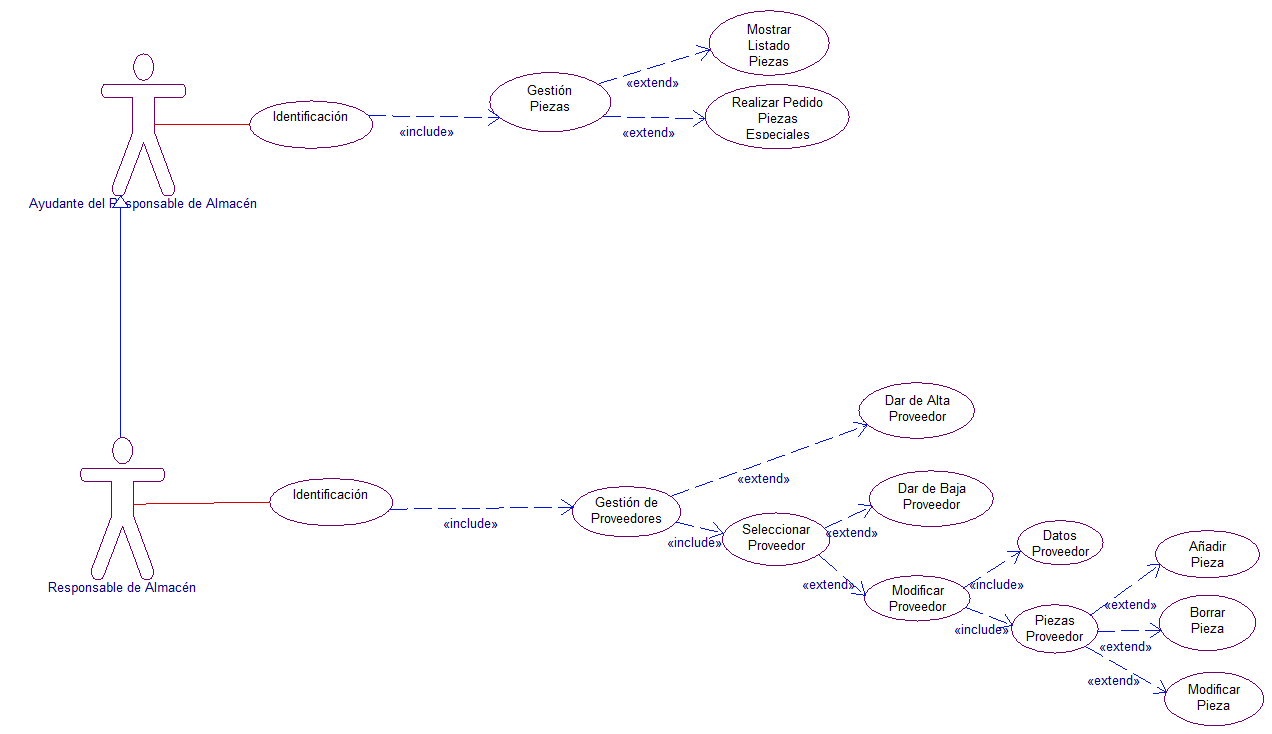 Mostrar
Listado
Piezas
«extend»
Gestión
Piezas
Realizar Pedido
Piezas
Especiales
Identificación
«include»
«extend»
Ayudante del Responsable de Almacén
Dar de Alta
Proveedor
«extend»
Identificación
«include»
Gestión de
Proveedores
Dar de Baja
Proveedor
«include»
Seleccionar
Proveedor
«extend»
Datos
Proveedor
«extend»
Modificar
Proveedor
«include»
Añadir
Pieza
Responsable de Almacén
«include»
Piezas
Proveedor
«extend»
Borrar
Pieza
«extend»
«extend»
Modificar
Pieza